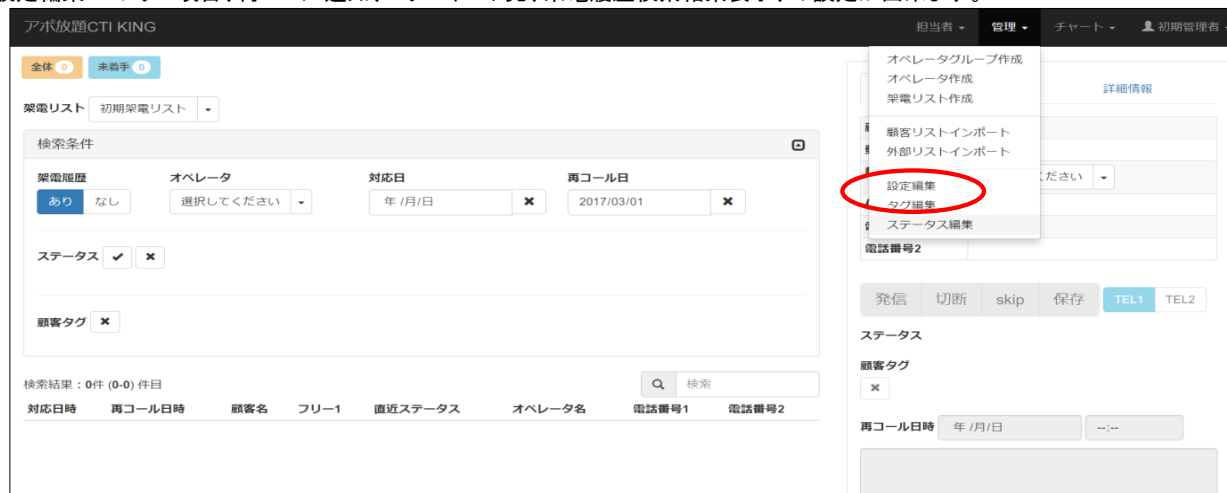 アポ放題CTI KING 担当者 管理 チャート 初期管理者
全体 0 未着手 0
架電リスト 初期架電リスト
検索条件
架電履歴 オペレータ 対応日 再コール日
あり なし 選択してください 年 /月/日 2017/03/01
ステータス
顧客タグ
検索結果：0件 (0-0) 件目 検索
対応日時 再コール日時 顧客名 フリー1 直近ステータス オペレータ名 電話番号1 電話番号2
オペレータグループ作成
オペレータ作成
架電リスト作成
顧客リストインポート
外部リストインポート
設定編集
タグ編集
ステータス編集
詳細情報
ください
電話番号2
発信 切断 skip 保存 TEL1 TEL2
ステータス
顧客タグ
再コール日時 年 /月/日 --:--